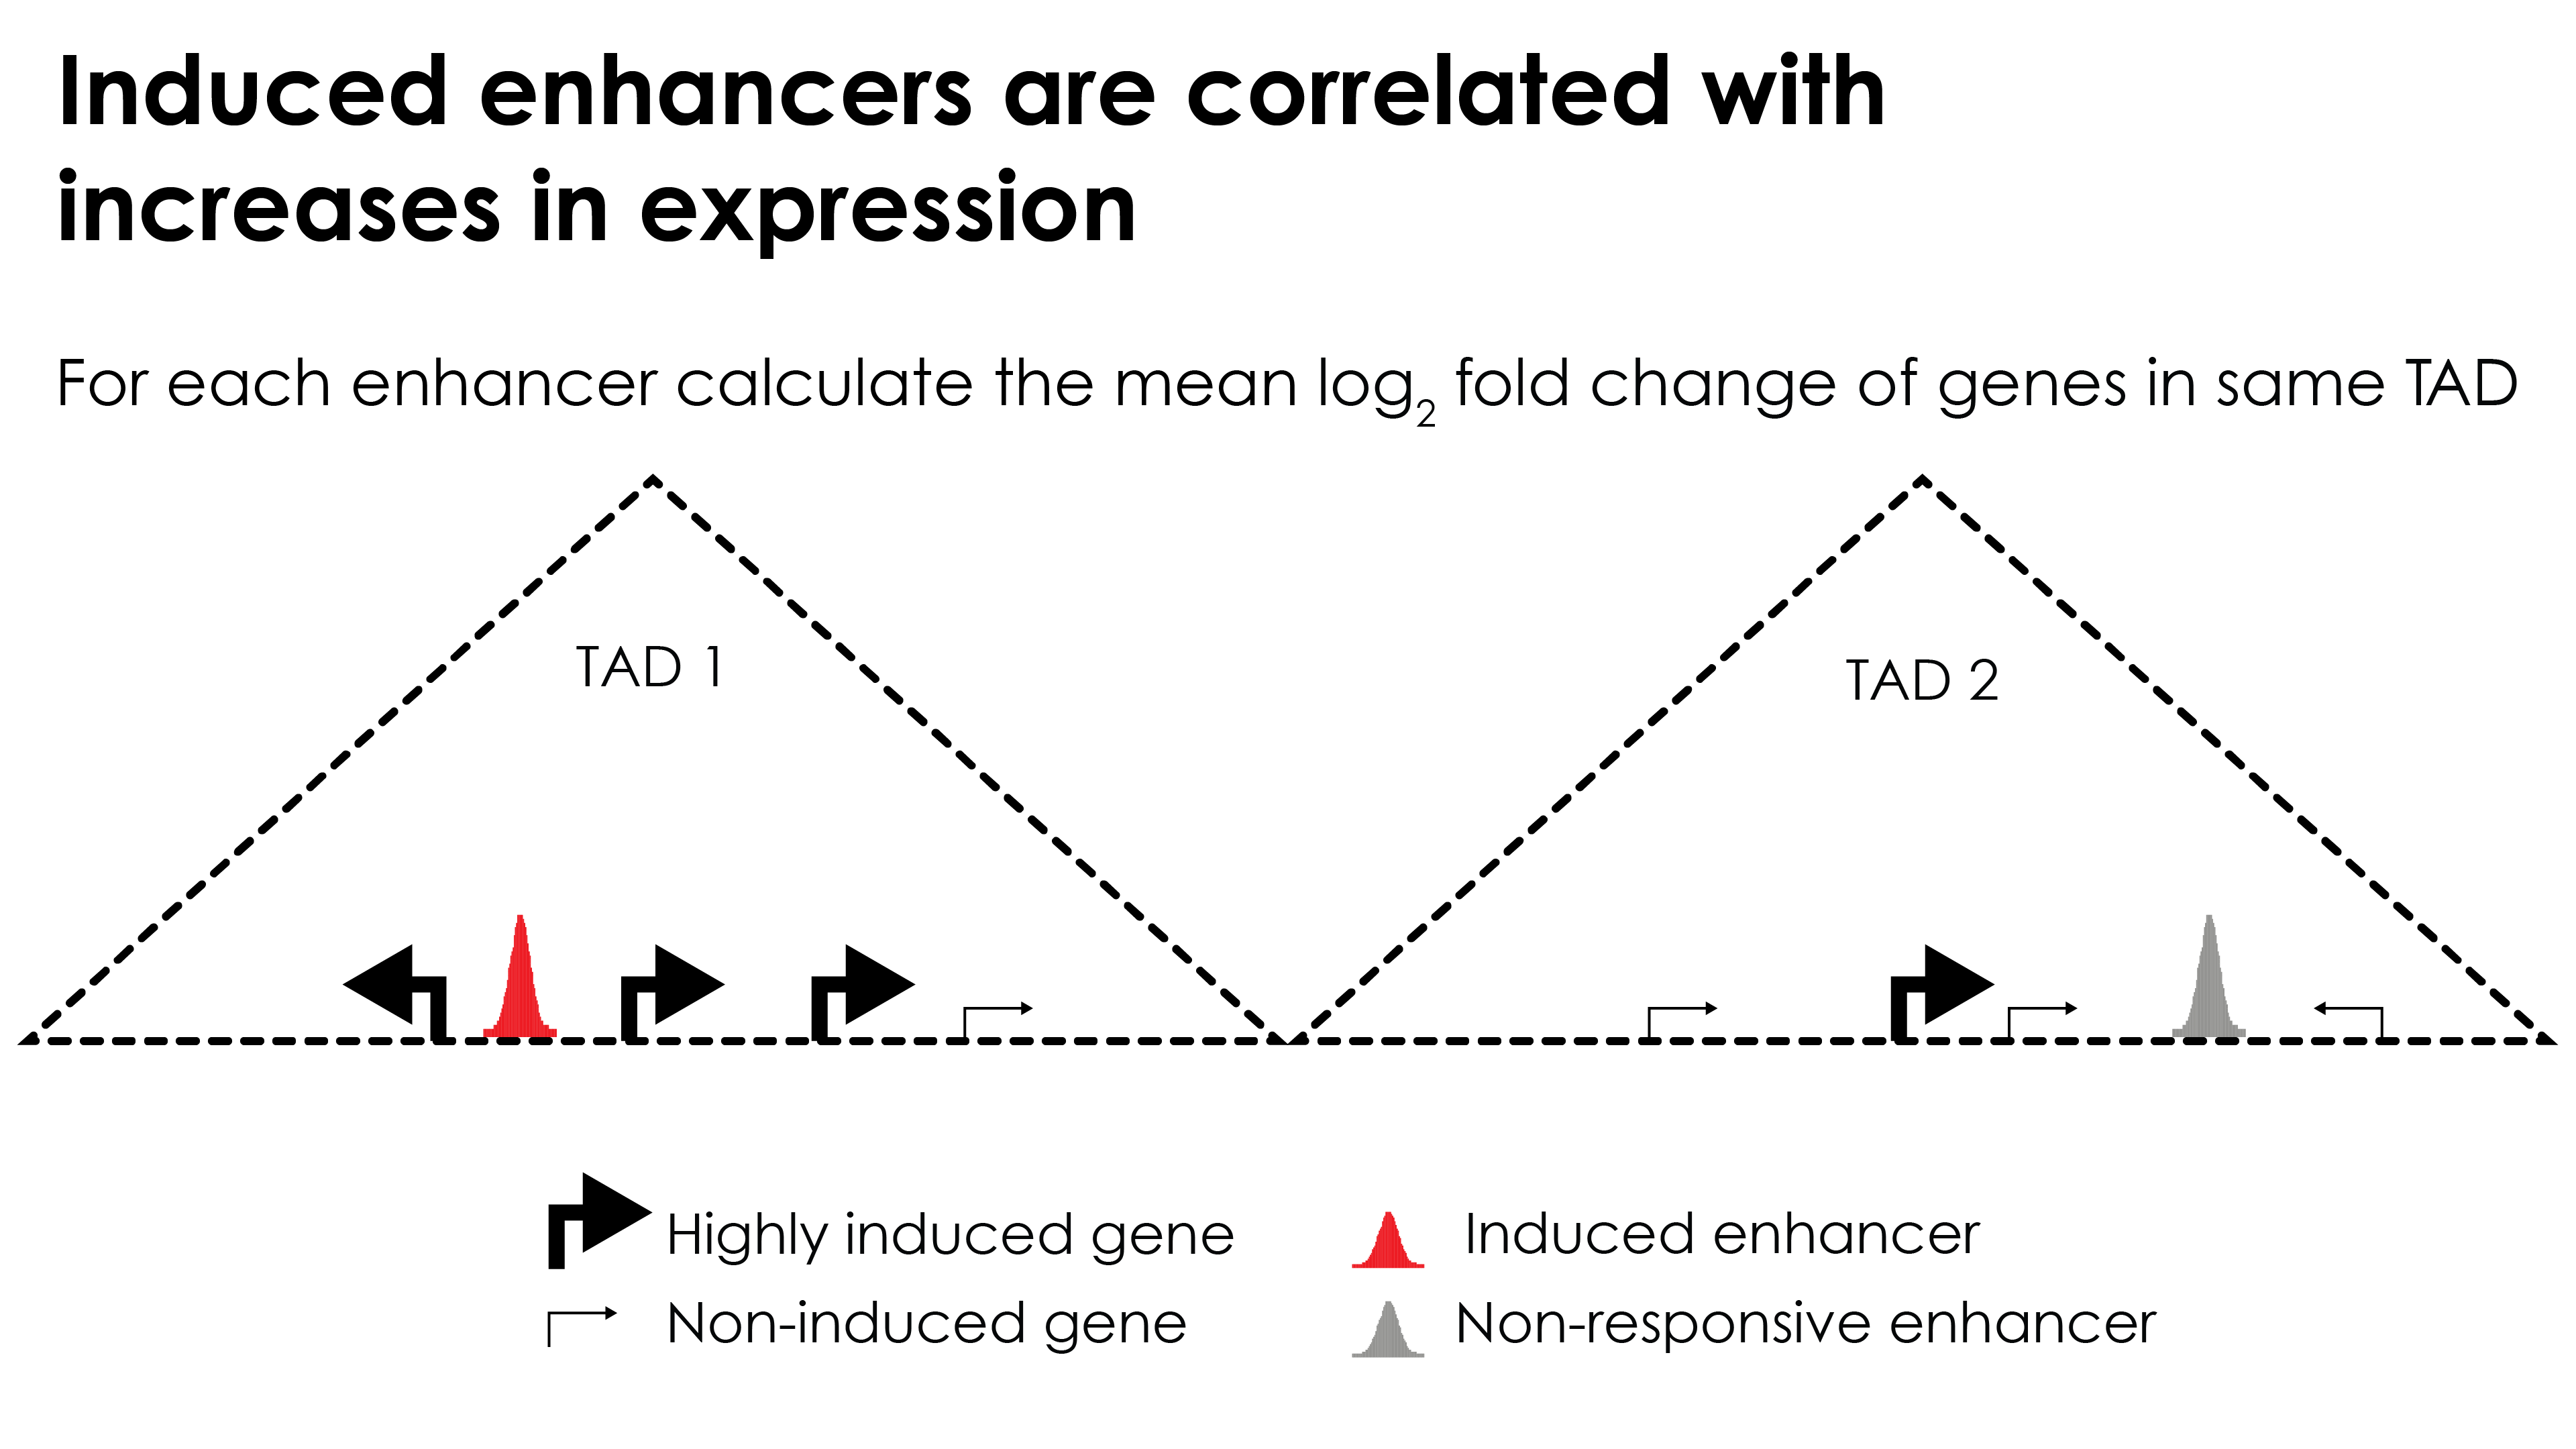 Induced enhancers are correlated with
increases in expression
For each enhancer calculate the mean log₂ fold change of genes in same TAD
TAD 1
TAD 2
Highly induced gene
Induced enhancer
Non-induced gene
Non-responsive enhancer